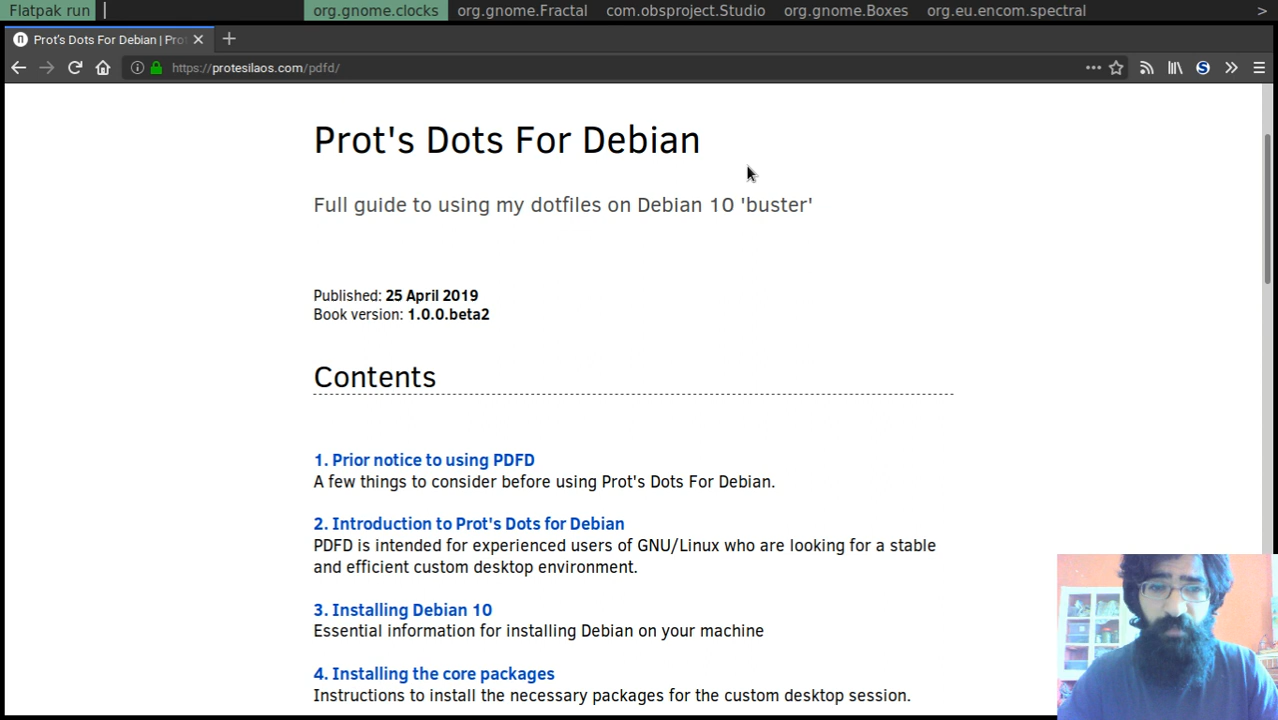 Flatpak run
org.gnome.clocks org.gnome.Fractal com.obsproject.Studio org.gnome.Boxes org.eu.encom.spectral >
Prot's Dots For Debian | Pro
https://protesilaos.com/pdfd/
Prot's Dots For Debian
Full guide to using my dotfiles on Debian 10 'buster'
Published: 25 April 2019
Book version: 1.0.0.beta2
Contents
1. Prior notice to using PDFD
A few things to consider before using Prot's Dots For Debian.
2. Introduction to Prot's Dots for Debian
PDFD is intended for experienced users of GNU/Linux who are looking for a stable
and efficient custom desktop environment.
3. Installing Debian 10
Essential information for installing Debian on your machine
4. Installing the core packages
Instructions to install the necessary packages for the custom desktop session.